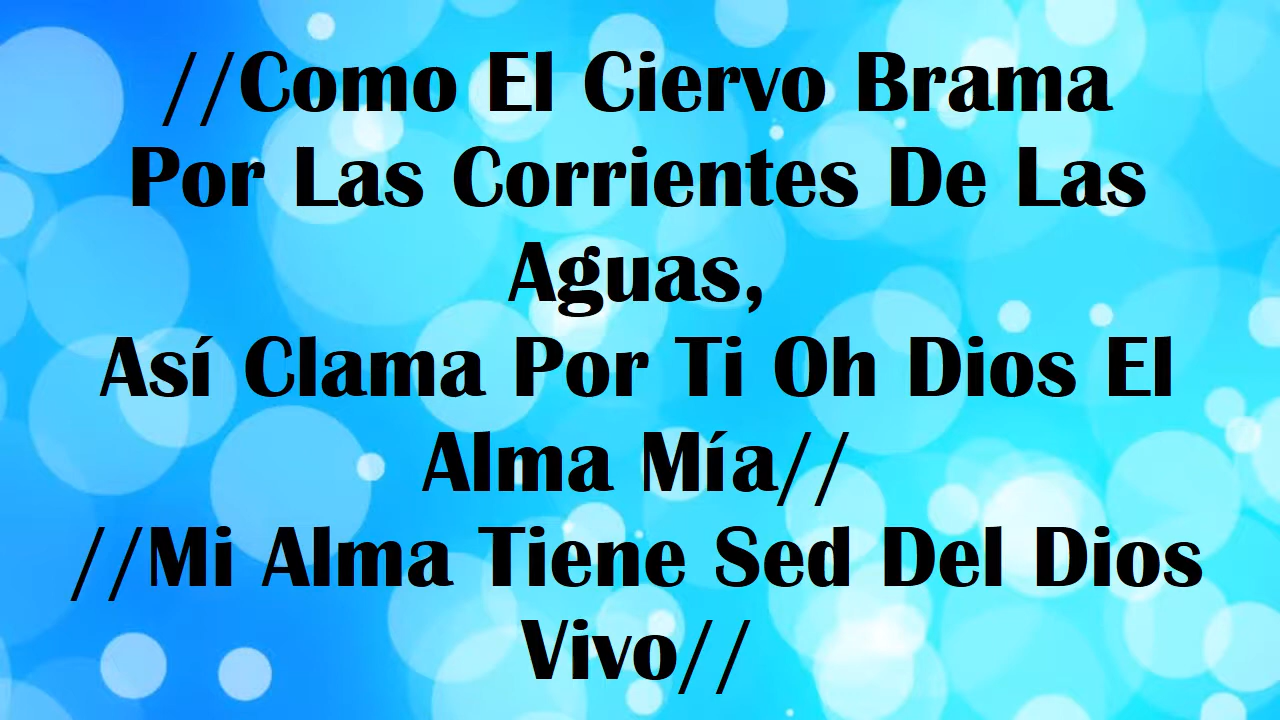 //Como El Ciervo Brama
Por Las Corrientes De Las
Aguas,
Así Clama Por Ti Oh Dios El
Alma Mía//
//Mi Alma Tiene Sed Del Dios
Vivo//